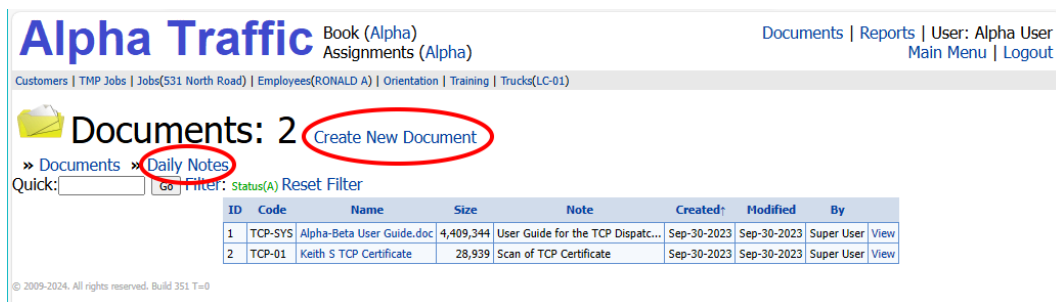 Alpha Traffic Book (Alpha)
Assignments (Alpha)
Documents | Reports | User: Alpha User
Main Menu | Logout
Customers | TMP Jobs | Jobs(531 North Road) | Employees(RONALD A) | Orientation | Training | Trucks(LC-01)
Documents: 2 Create New Document
» Documents » Daily Notes
Quick: Go Filter: Status(A) Reset Filter
ID Code Name Size Note Created↑ Modified By
1 TCP-SYS Alpha-Beta User Guide.doc 4,409,344 User Guide for the TCP Dispatc... Sep-30-2023 Sep-30-2023 Super User View
2 TCP-01 Keith S TCP Certificate 28,939 Scan of TCP Certificate Sep-30-2023 Sep-30-2023 Super User View
© 2009-2024. All rights reserved. Build 351 T=0